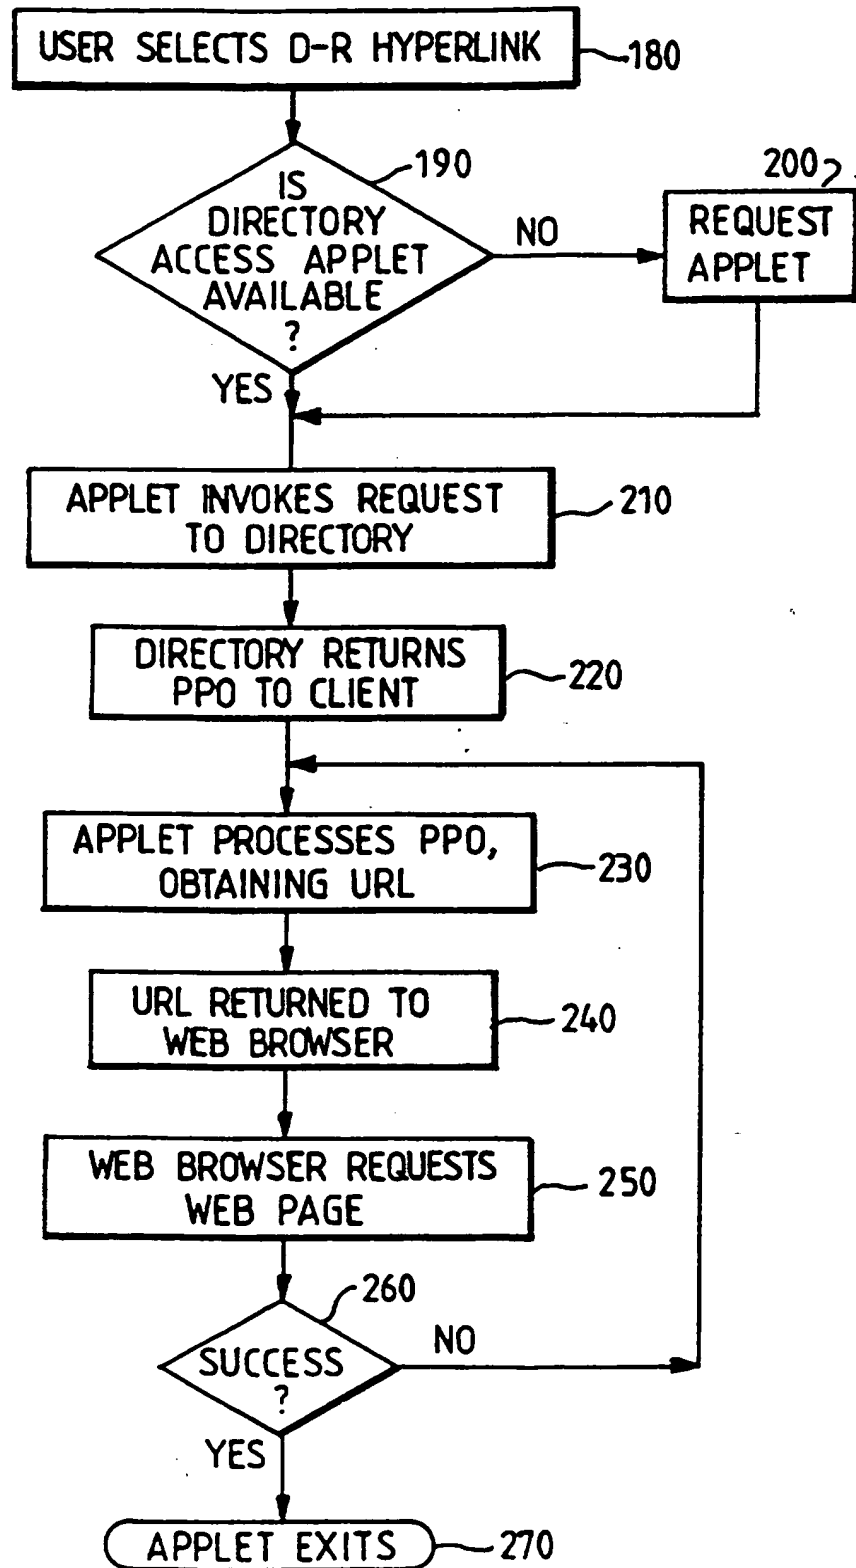 USER SELECTS D-R HYPERLINK
180
190
IS
DIRECTORY
ACCESS APPLET
AVAILABLE
?
NO
200
REQUEST
APPLET
YES
APPLET INVOKES REQUEST
TO DIRECTORY
210
DIRECTORY RETURNS
PPO TO CLIENT
220
APPLET PROCESSES PPO,
OBTAINING URL
230
URL RETURNED TO
WEB BROWSER
240
WEB BROWSER REQUESTS
WEB PAGE
250
260
SUCCESS
?
NO
YES
APPLET EXITS
270